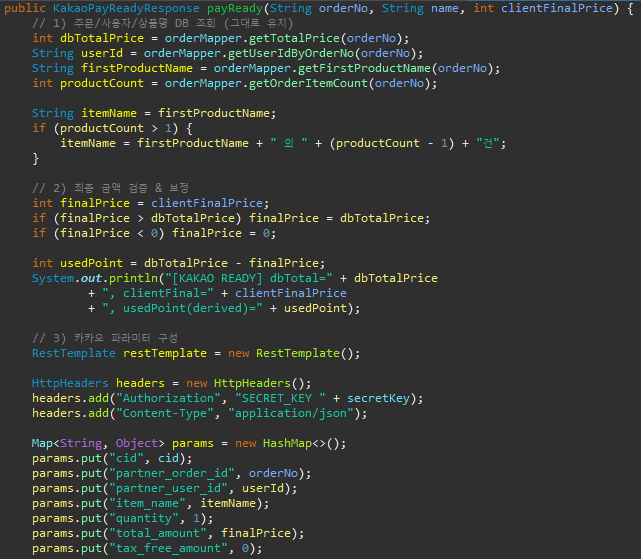 public KakaoPayReadyResponse payReady(String orderNo, String name, int clientFinalPrice) {
// 1) 주문/사용자/상품명 DB 조회 (그대로 유지)
int dbTotalPrice = orderMapper.getTotalPrice(orderNo);
String userId = orderMapper.getUserIdByOrderNo(orderNo);
String firstProductName = orderMapper.getFirstProductName(orderNo);
int productCount = orderMapper.getOrderItemCount(orderNo);
String itemName = firstProductName;
if (productCount > 1) {
itemName = firstProductName + " 외 " + (productCount - 1) + "건";
}
// 2) 최종 금액 검증 & 보정
int finalPrice = clientFinalPrice;
if (finalPrice > dbTotalPrice) finalPrice = dbTotalPrice;
if (finalPrice < 0) finalPrice = 0;
int usedPoint = dbTotalPrice - finalPrice;
System.out.println("[KAKAO READY] dbTotal=" + dbTotalPrice
+ ", clientFinal=" + clientFinalPrice
+ ", usedPoint(derived)=" + usedPoint);
// 3) 카카오 파라미터 구성
RestTemplate restTemplate = new RestTemplate();
HttpHeaders headers = new HttpHeaders();
headers.add("Authorization", "SECRET_KEY " + secretKey);
headers.add("Content-Type", "application/json");
Map<String, Object> params = new HashMap<>();
params.put("cid", cid);
params.put("partner_order_id", orderNo);
params.put("partner_user_id", userId);
params.put("item_name", itemName);
params.put("quantity", 1);
params.put("total_amount", finalPrice);
params.put("tax_free_amount", 0);